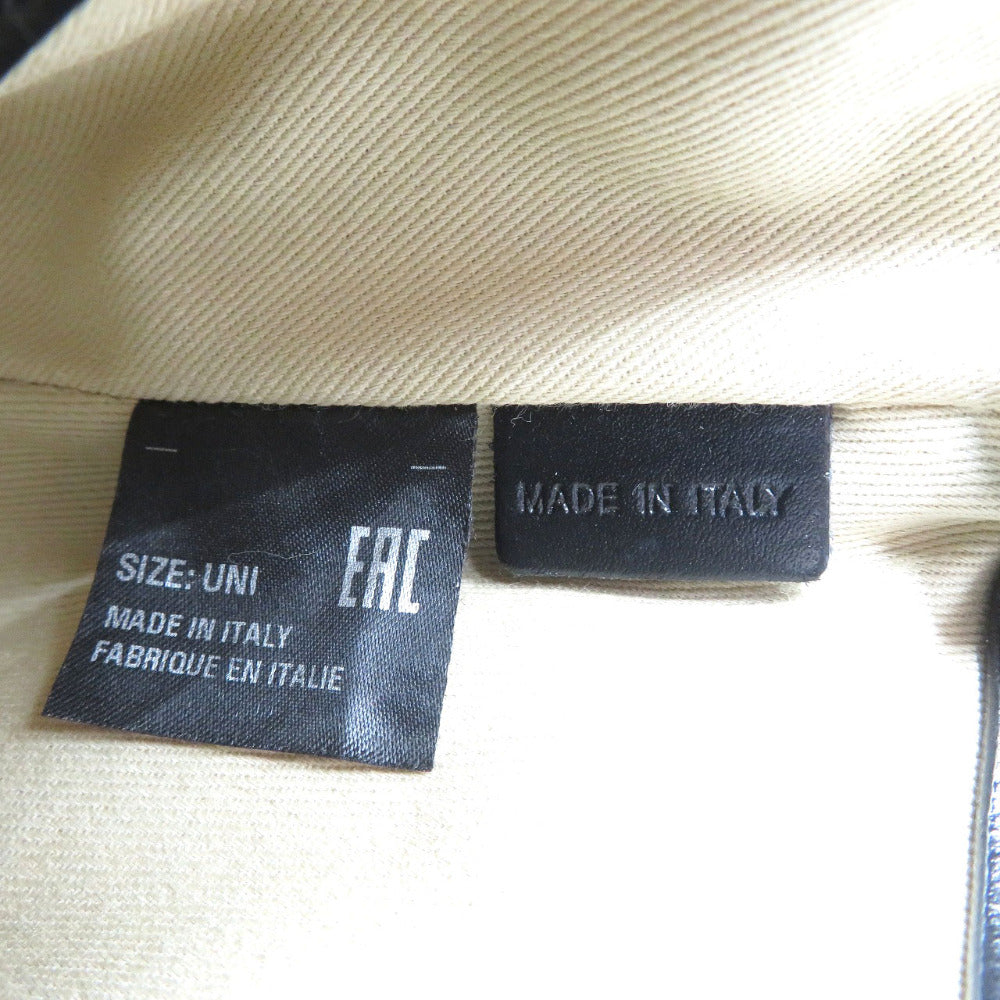 SIZE: UNI
EAC
MADE IN ITALY
FABRIQUE EN ITALIE
MADE IN ITALY